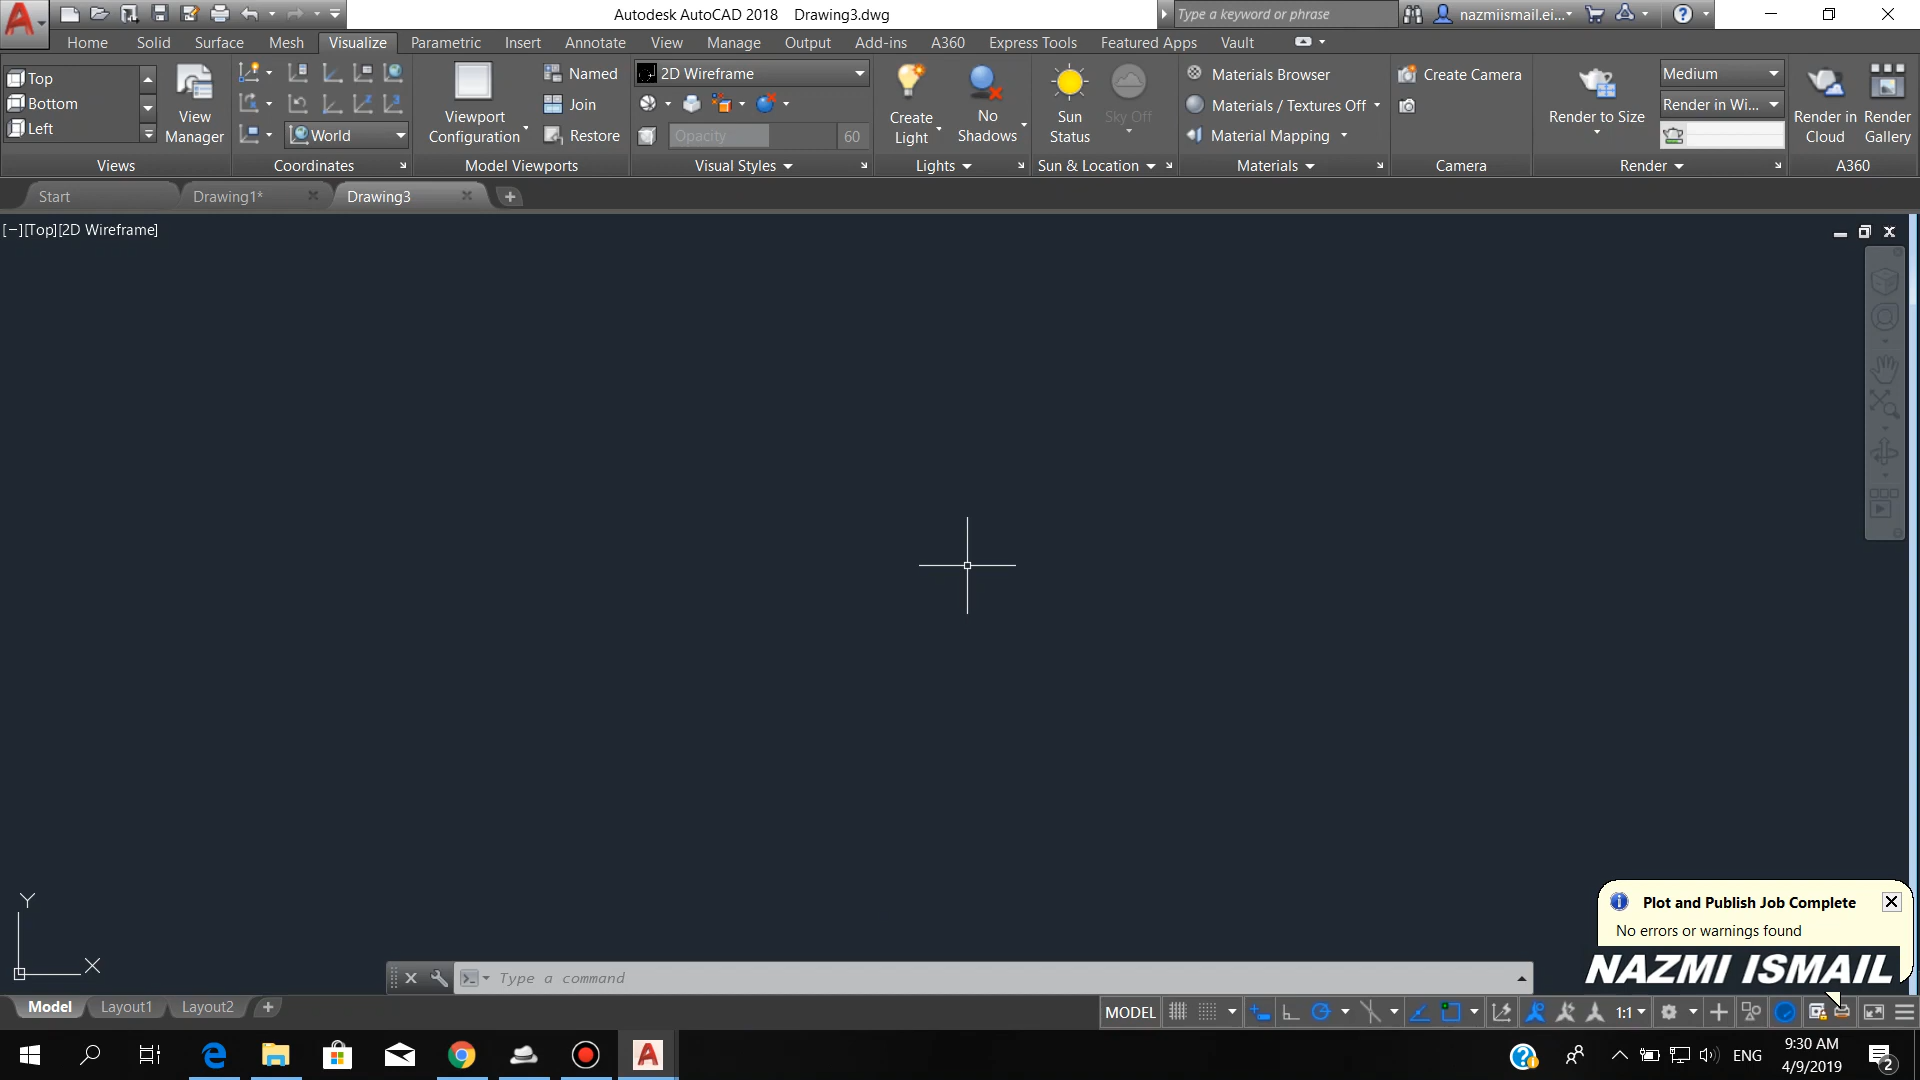 Autodesk AutoCAD 2018 Drawing3.dwg
Type a keyword or phrase
nazmiismail.ei...
Home Solid Surface Mesh Visualize Parametric Insert Annotate View Manage Output Add-ins A360 Express Tools Featured Apps Vault
Top
Bottom
Left
View
Manager
Views
World
Coordinates
Viewport
Configuration
Named
Join
Restore
Model Viewports
2D Wireframe
Opacity 60
Visual Styles
Create
Light
No
Shadows
Lights
Sun
Status
Sky Off
Sun & Location
Materials Browser
Materials / Textures Off
Material Mapping
Materials
Create Camera
Camera
Render to Size
Medium
Render in Wi...
Render
Render in
Cloud
Render
Gallery
A360
Start Drawing1* Drawing3
[−][Top][2D Wireframe]
Y
X
Plot and Publish Job Complete
No errors or warnings found
NAZMI ISMAIL
Type a command
Model Layout1 Layout2
MODEL 1:1
ENG
9:30 AM
4/9/2019
2